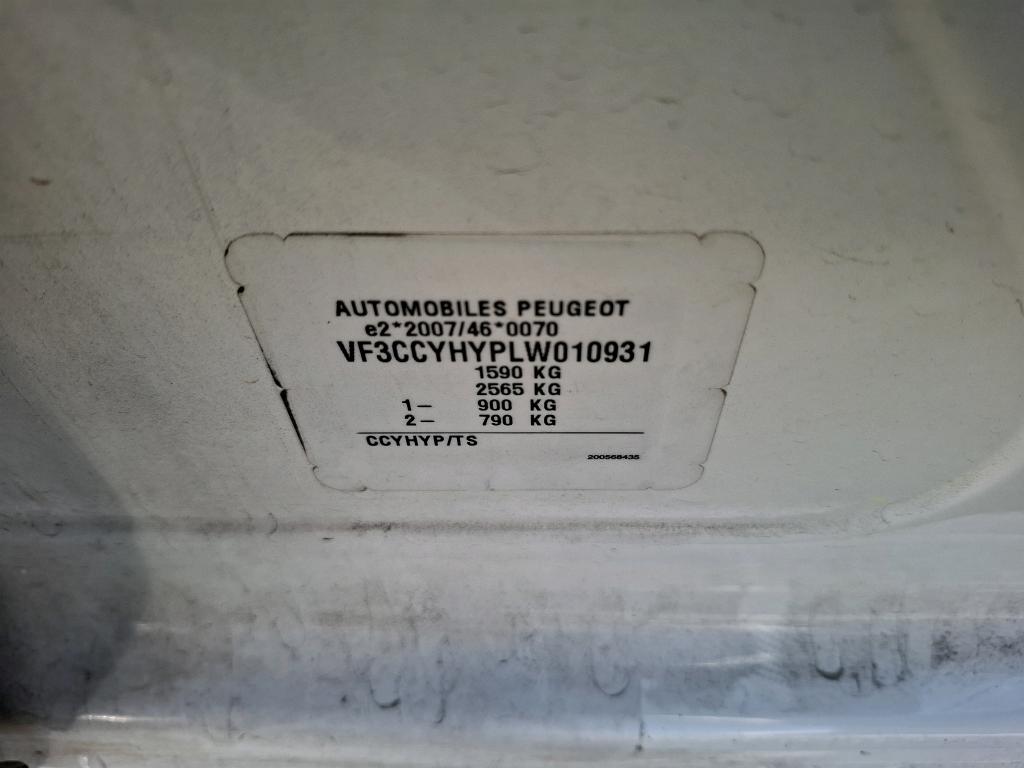 AUTOMOBILES PEUGEOT
e2*2007/46*0070
VF3CCYHYPLW010931
1590 KG
2565 KG
1- 900 KG
2- 790 KG
CCYHYP/TS
200568435